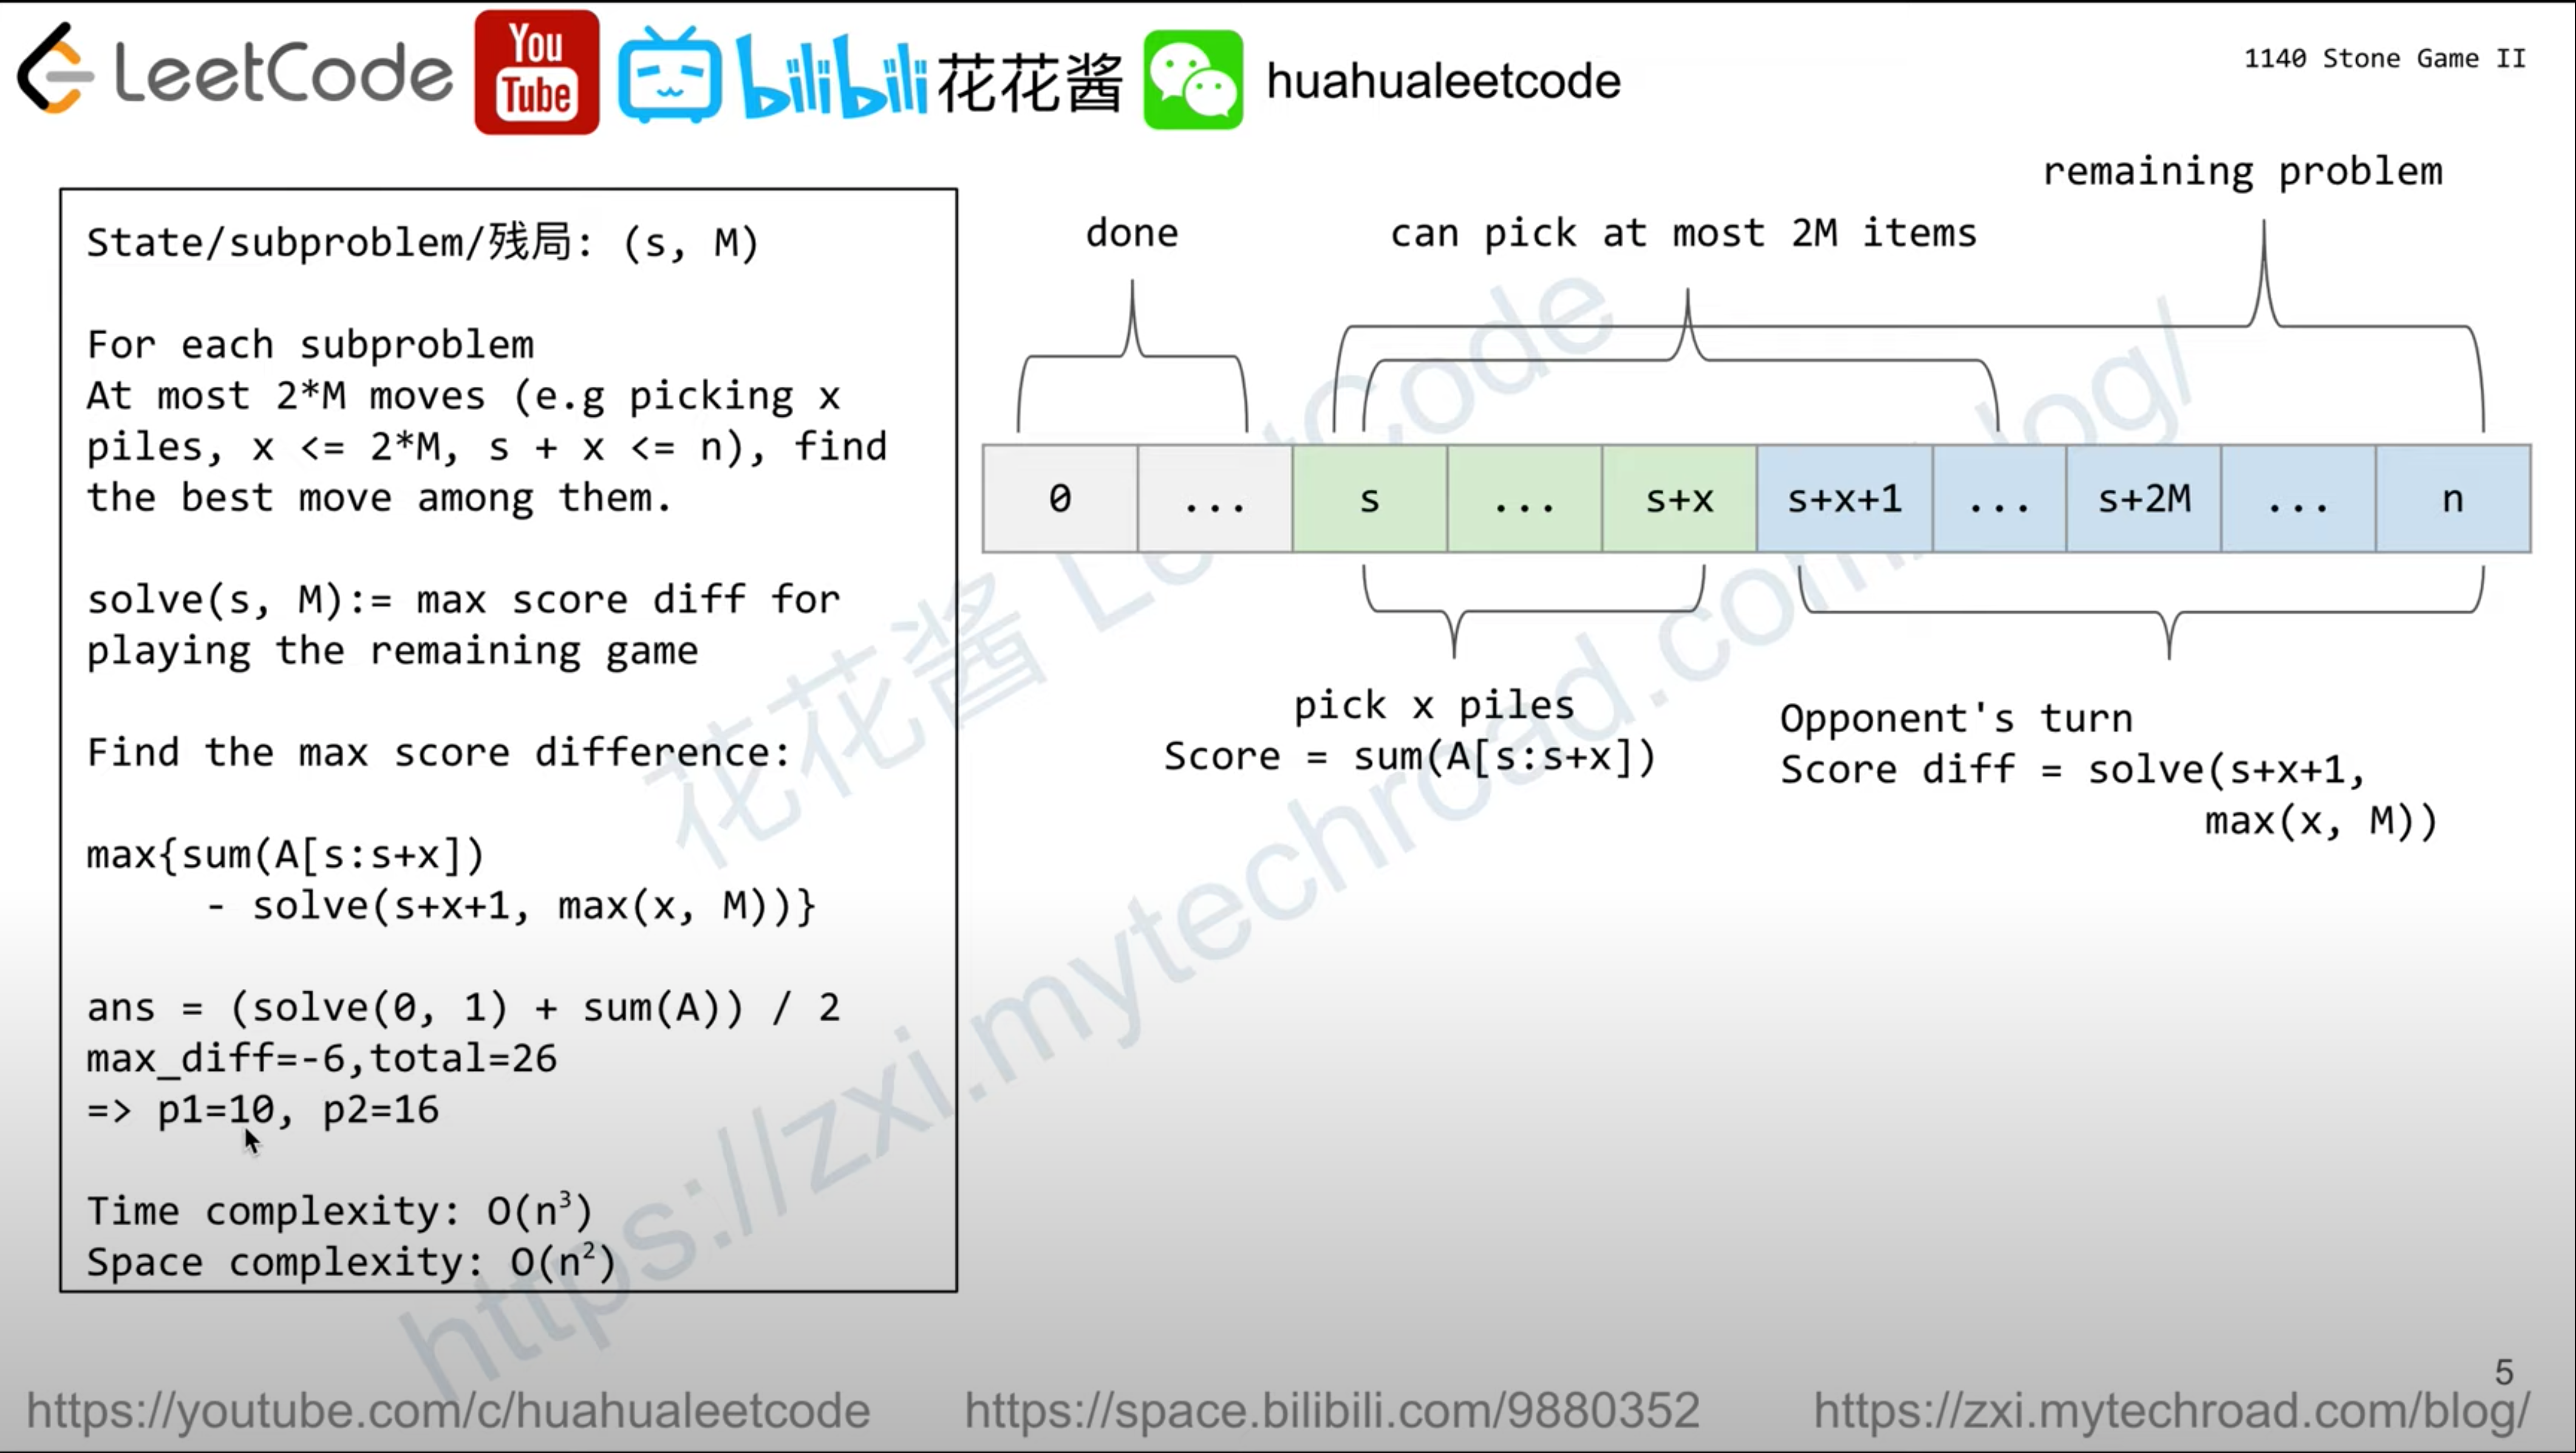 LeetCode You Tube bilibili 花花酱 huahualeetcode
1140 Stone Game II
State/subproblem/残局: (s, M)
For each subproblem
At most 2*M moves (e.g picking x
piles, x <= 2*M, s + x <= n), find
the best move among them.
solve(s, M):= max score diff for
playing the remaining game
Find the max score difference:
max{sum(A[s:s+x])
- solve(s+x+1, max(x, M))}
ans = (solve(0, 1) + sum(A)) / 2
max_diff=-6,total=26
=> p1=10, p2=16
Time complexity: O(n³)
Space complexity: O(n²)
remaining problem
done
can pick at most 2M items
0 ... s ... s+x s+x+1 ... s+2M ... n
pick x piles
Score = sum(A[s:s+x])
Opponent's turn
Score diff = solve(s+x+1,
max(x, M))
花花酱 LeetCode
https://zxi.mytechroad.com/blog/
5
https://youtube.com/c/huahualeetcode
https://space.bilibili.com/9880352
https://zxi.mytechroad.com/blog/